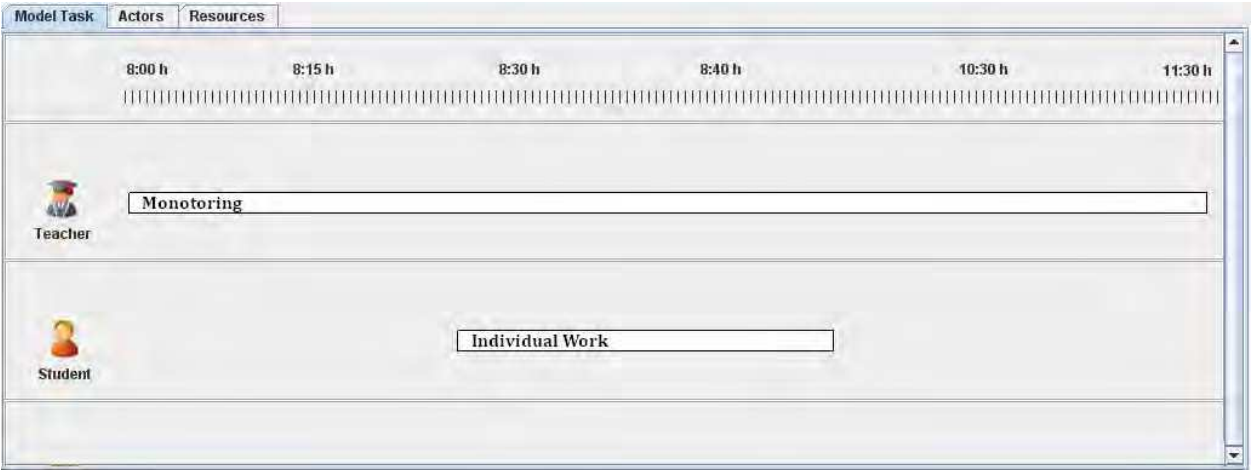 Model Task Actors Resources
8:00 h 8:15 h 8:30 h 8:40 h 10:30 h 11:30 h
Monotoring
Teacher
Individual Work
Student